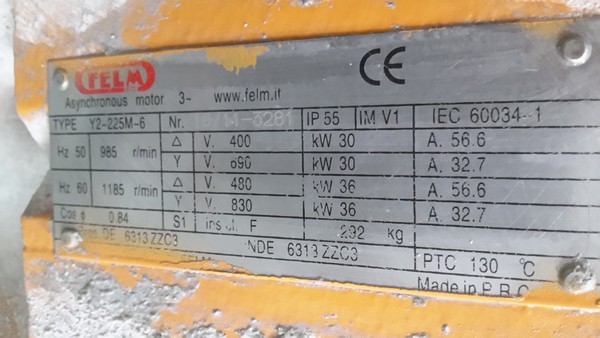 FELM
CE
Asynchronous motor 3~ www.felm.it
TYPE Y2-225M-6 Nr. IP 55 IM V1 IEC 60034-1
Hz 50 985 r/min Δ V. 400 kW 30 A. 56.6
Y V. 690 kW 30 A. 32.7
Hz 60 1185 r/min Δ V. 480 kW 36 A. 56.6
Y V. 830 kW 36 A. 32.7
Cos φ 0.84 S1 ins cl. F 292 kg
DE 6313 ZZC3 NDE 6313 ZZC3 PTC 130 °C
Made in P.R.C